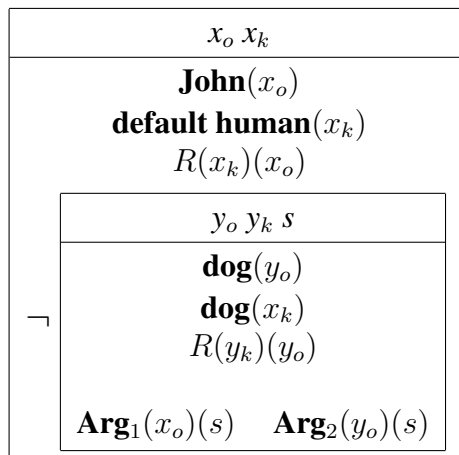 x_o x_k
John(x_o)
default human(x_k)
R(x_k)(x_o)
¬
y_o y_k s
dog(y_o)
dog(x_k)
R(y_k)(y_o)
Arg_1(x_o)(s) Arg_2(y_o)(s)